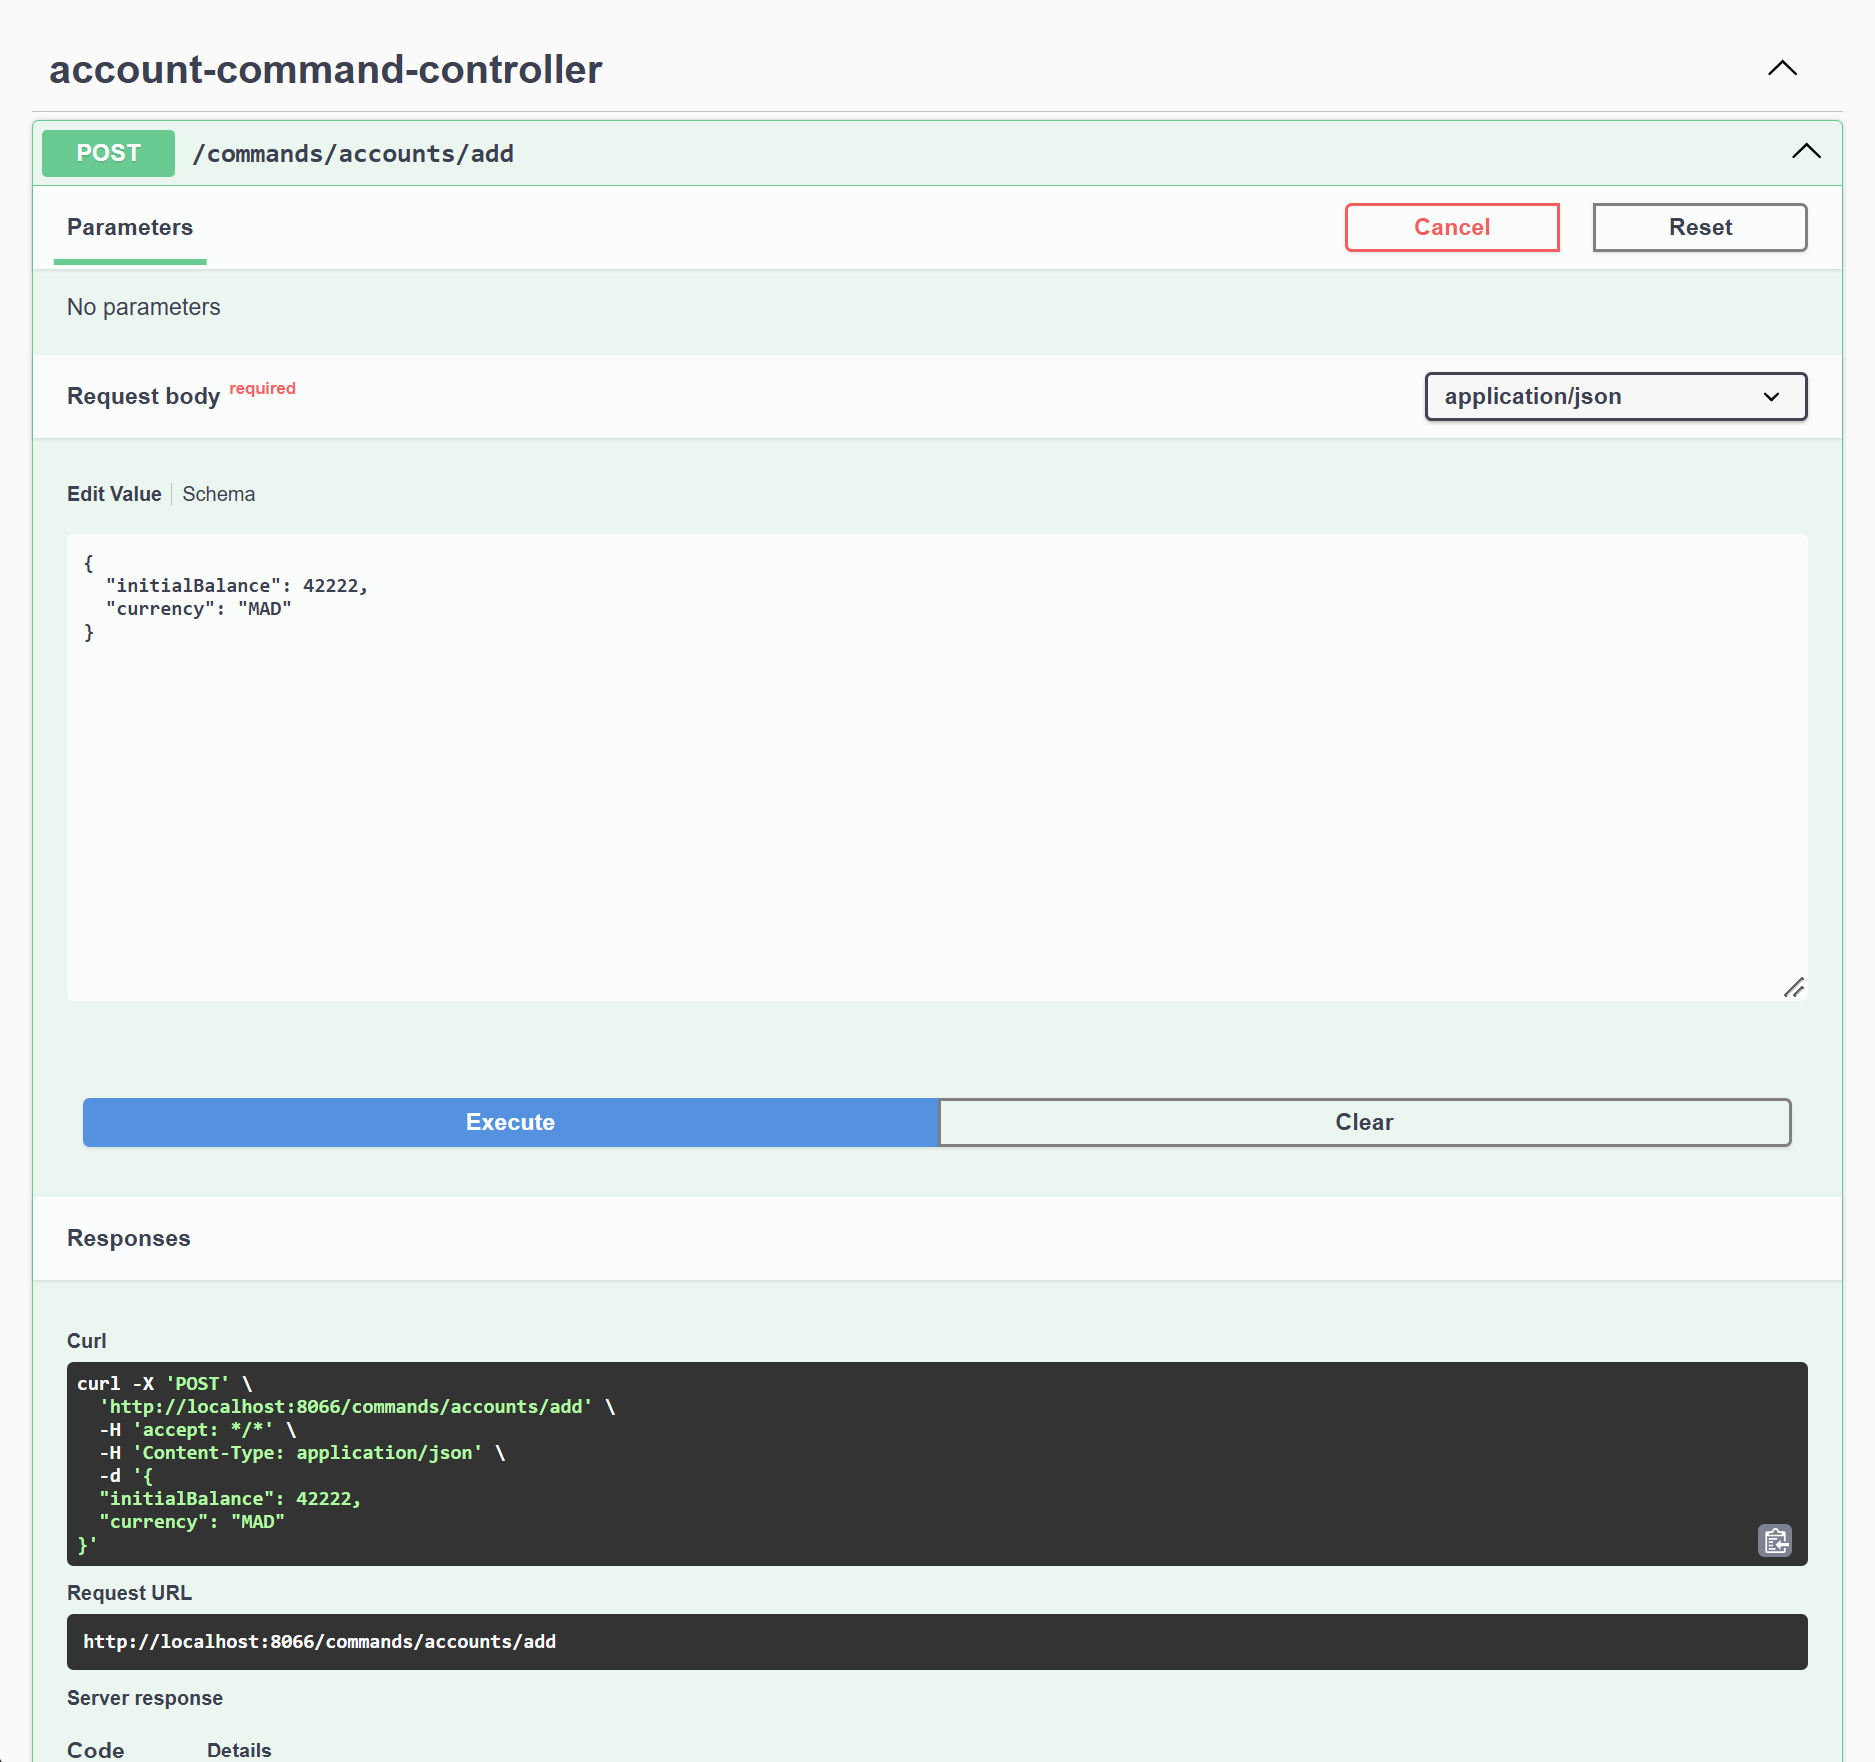 account-command-controller
POST /commands/accounts/add
Parameters Cancel Reset
No parameters
Request body required application/json
Edit Value Schema
{
  "initialBalance": 42222,
  "currency": "MAD"
}
Execute Clear
Responses
Curl
curl -X 'POST' \
  'http://localhost:8066/commands/accounts/add' \
  -H 'accept: */*' \
  -H 'Content-Type: application/json' \
  -d '{
  "initialBalance": 42222,
  "currency": "MAD"
}'
Request URL
http://localhost:8066/commands/accounts/add
Server response
Code Details